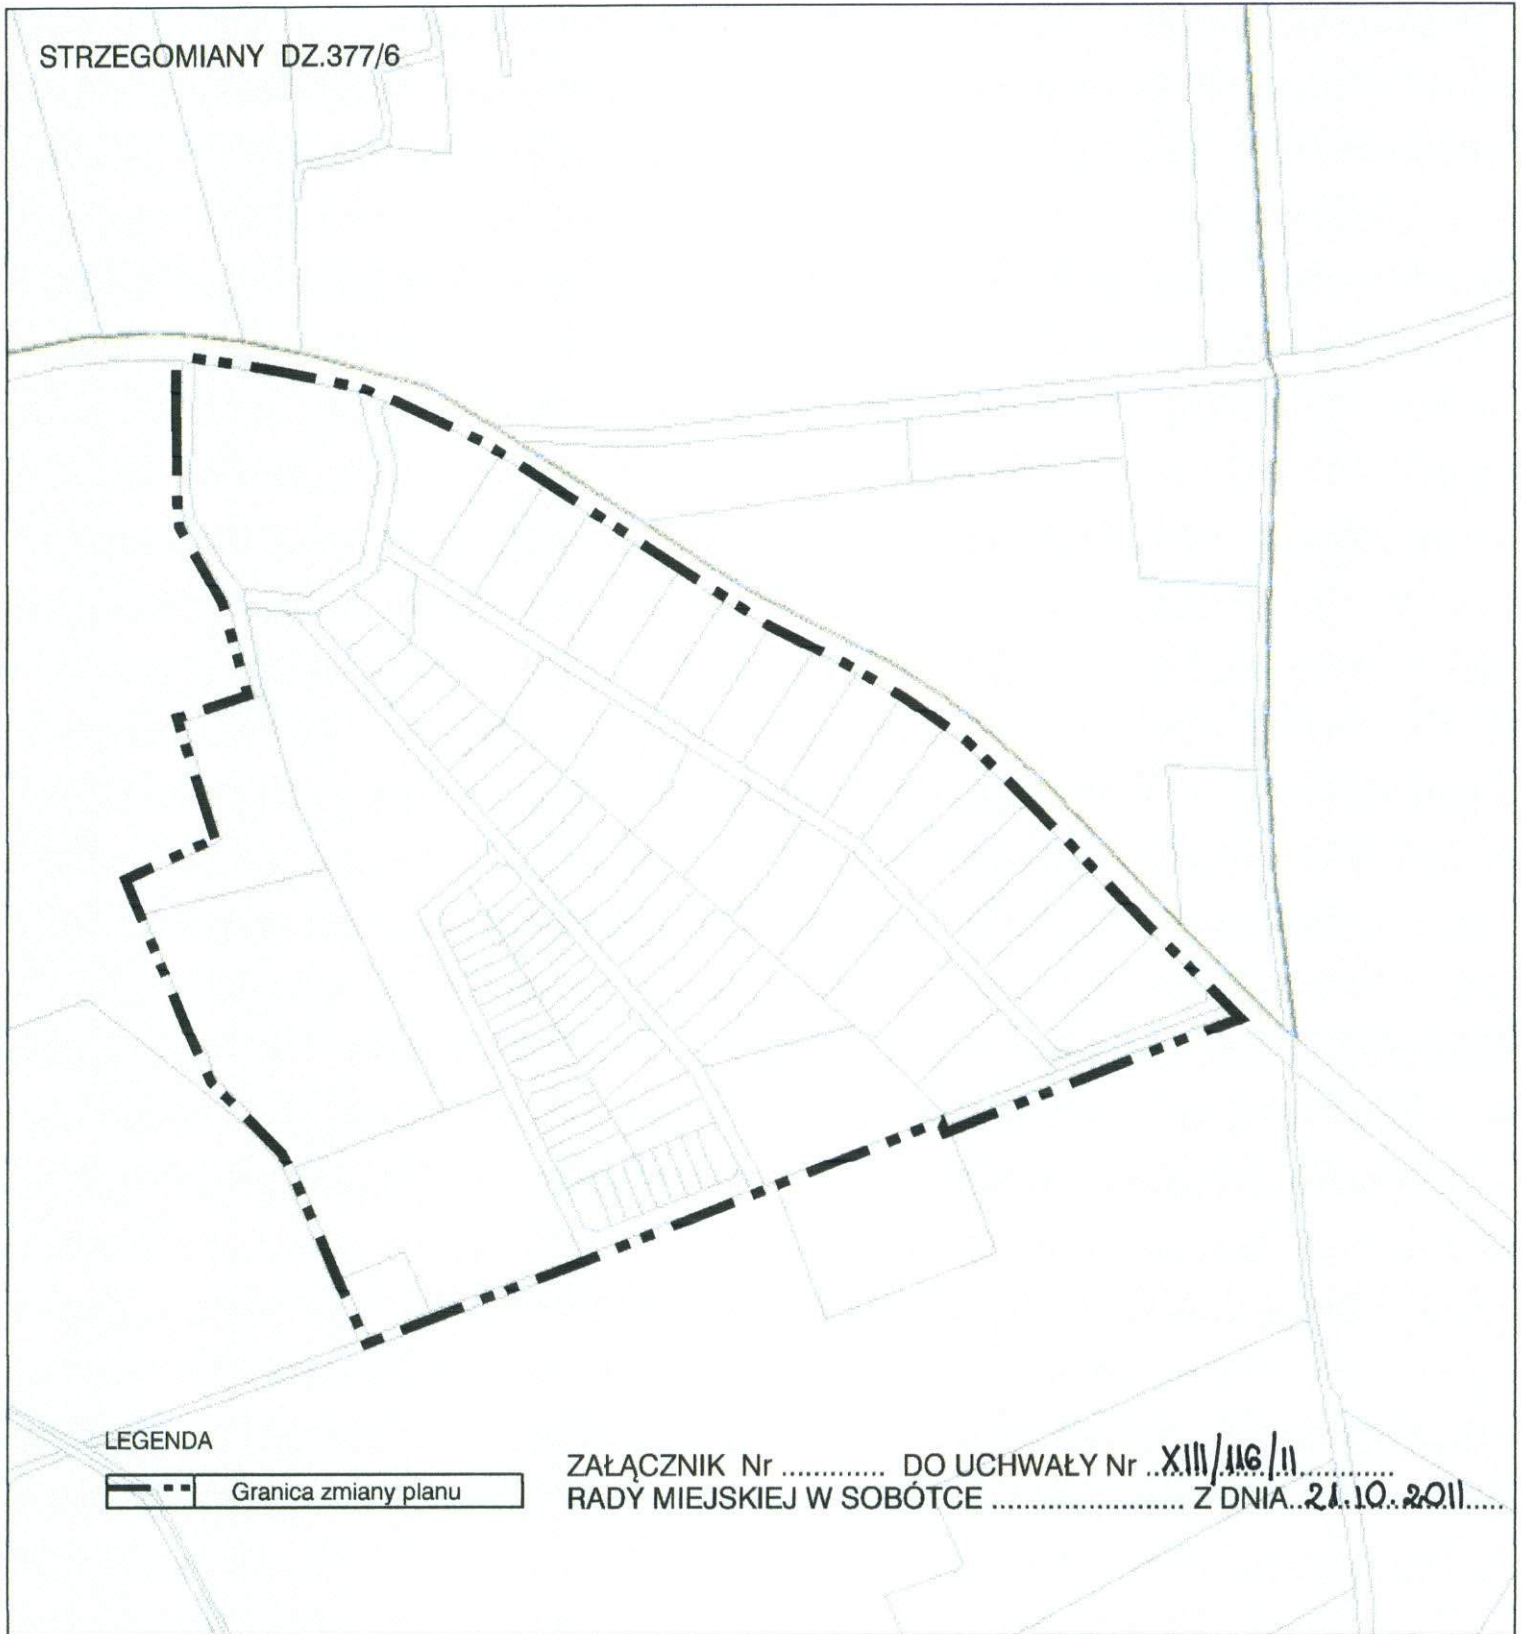 STRZEGOMIANY DZ.377/6
LEGENDA
Granica zmiany planu
ZAŁĄCZNIK Nr ............. DO UCHWAŁY Nr ...XIII/116/11............
RADY MIEJSKIEJ W SOBÓTCE ........................ Z DNIA..21.10.2011.....